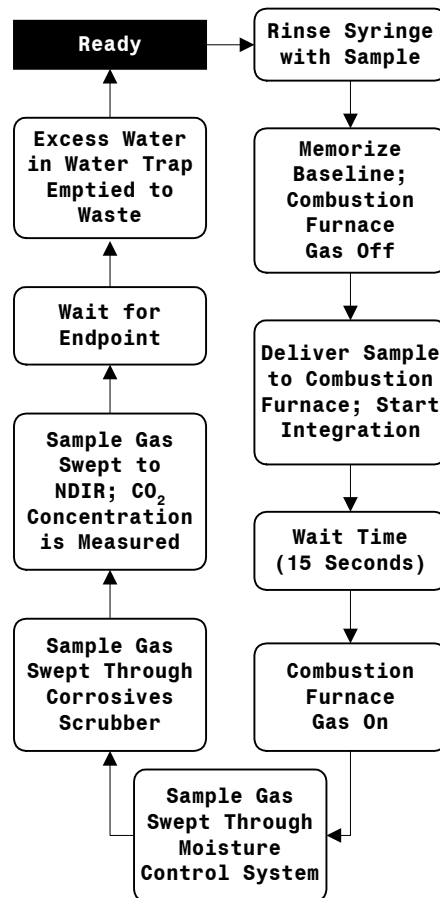 Ready
Rinse Syringe
with Sample
Memorize
Baseline;
Combustion
Furnace
Gas Off
Deliver Sample
to Combustion
Furnace; Start
Integration
Wait Time
(15 Seconds)
Combustion
Furnace
Gas On
Sample Gas
Swept Through
Moisture
Control System
Sample Gas
Swept Through
Corrosives
Scrubber
Sample Gas
Swept to
NDIR; CO₂
Concentration
is Measured
Wait for
Endpoint
Excess Water
in Water Trap
Emptied to
Waste